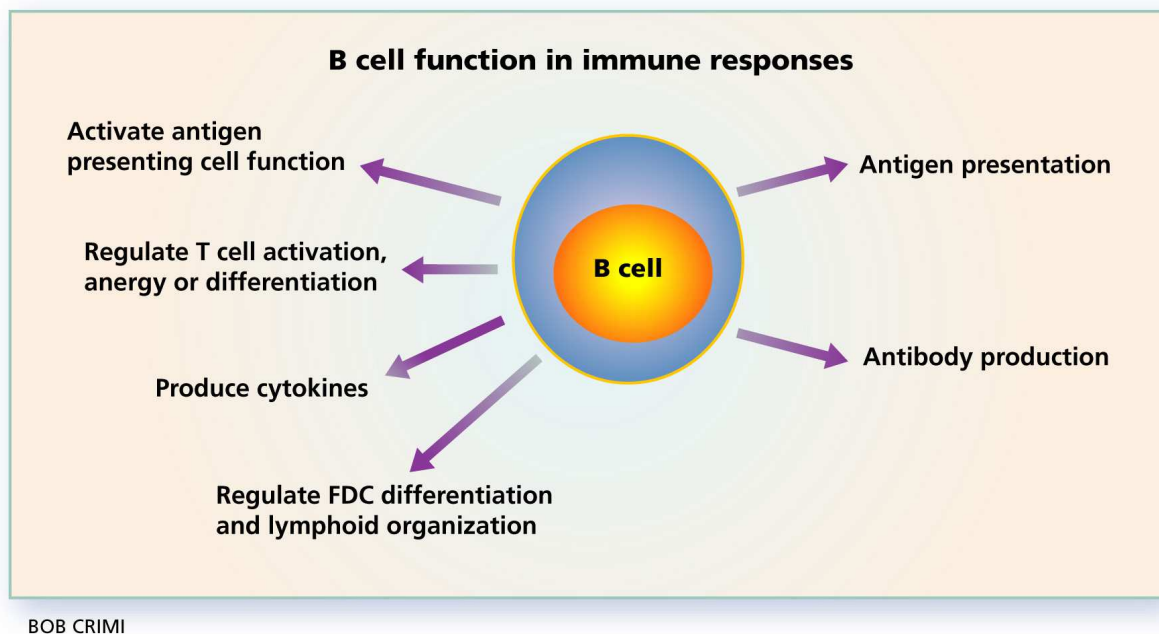 B cell function in immune responses
Activate antigen
presenting cell function
Regulate T cell activation,
anergy or differentiation
Produce cytokines
Regulate FDC differentiation
and lymphoid organization
B cell
Antigen presentation
Antibody production
BOB CRIMI